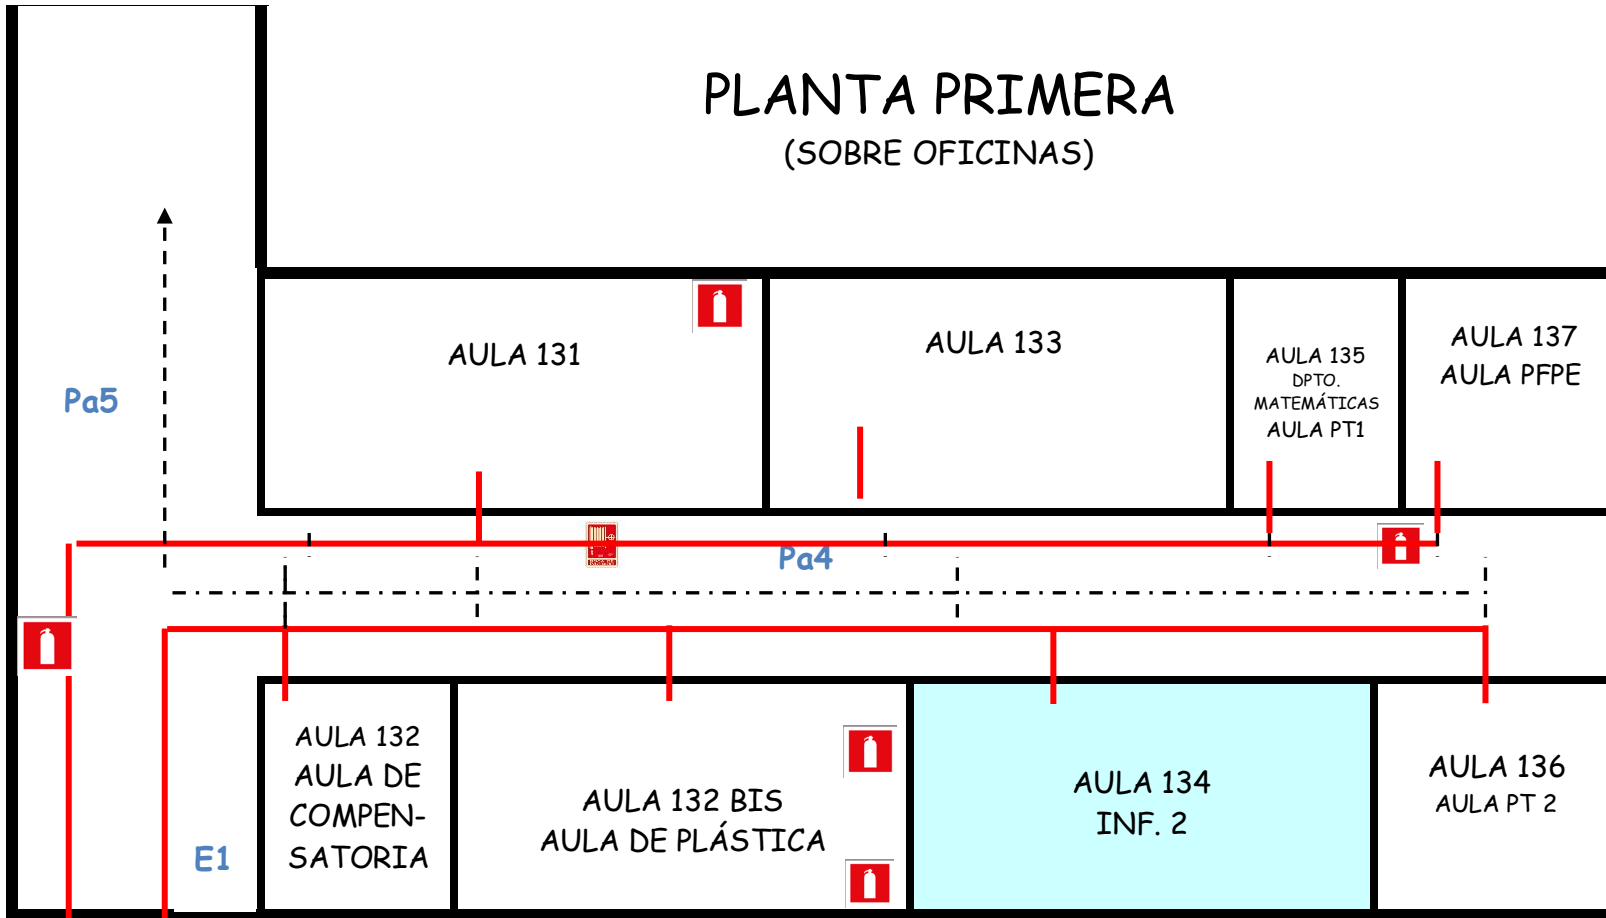 PLANTA PRIMERA
(SOBRE OFICINAS)
AULA 131
AULA 133
AULA 135
DPTO.
MATEMÁTICAS
AULA PT1
AULA 137
AULA PFPE
Pa5
Pa4
AULA 132
AULA DE
COMPEN-
SATORIA
AULA 132 BIS
AULA DE PLÁSTICA
AULA 134
INF. 2
AULA 136
AULA PT 2
E1